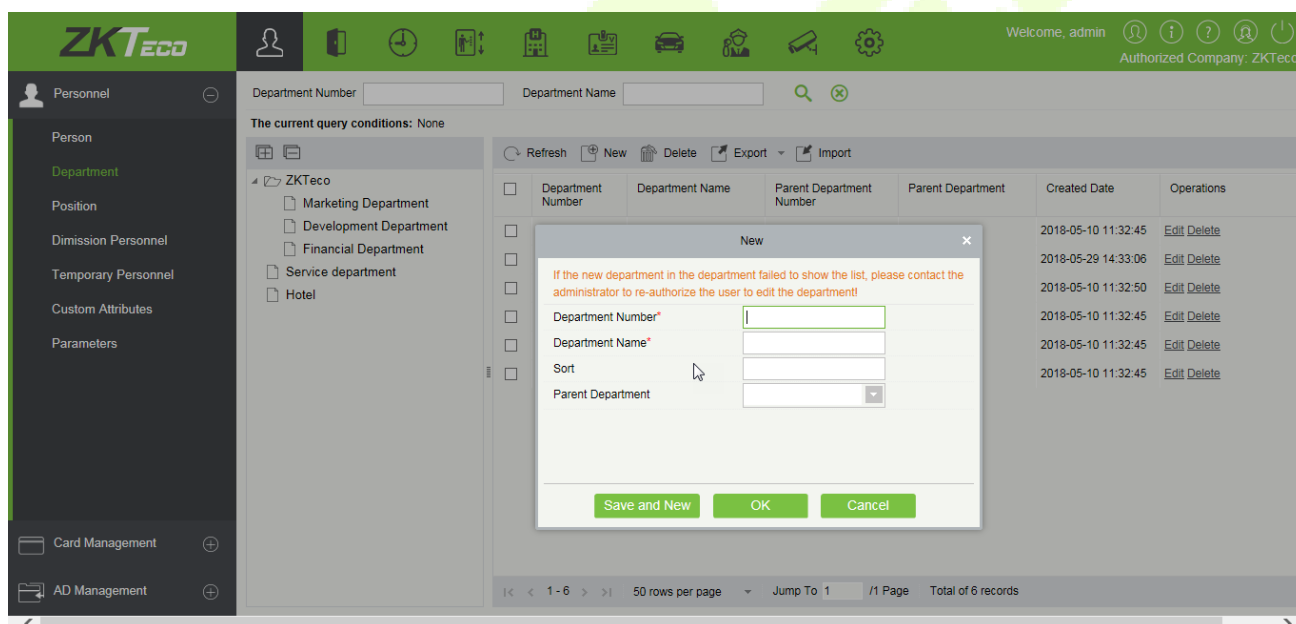 ZKTECO
Welcome, admin
Authorized Company: ZKTeco
Personnel
Person
Department
Position
Dimission Personnel
Temporary Personnel
Custom Attributes
Parameters
Card Management
AD Management
Department Number
Department Name
The current query conditions: None
ZKTeco
Marketing Department
Development Department
Financial Department
Service department
Hotel
Refresh New Delete Export Import
Department Number Department Name Parent Department Number Parent Department Created Date Operations
2018-05-10 11:32:45 Edit Delete
2018-05-29 14:33:06 Edit Delete
2018-05-10 11:32:50 Edit Delete
2018-05-10 11:32:45 Edit Delete
2018-05-10 11:32:45 Edit Delete
2018-05-10 11:32:45 Edit Delete
New
If the new department in the department failed to show the list, please contact the
administrator to re-authorize the user to edit the department!
Department Number*
Department Name*
Sort
Parent Department
Save and New OK Cancel
1 - 6 50 rows per page Jump To 1 /1 Page Total of 6 records